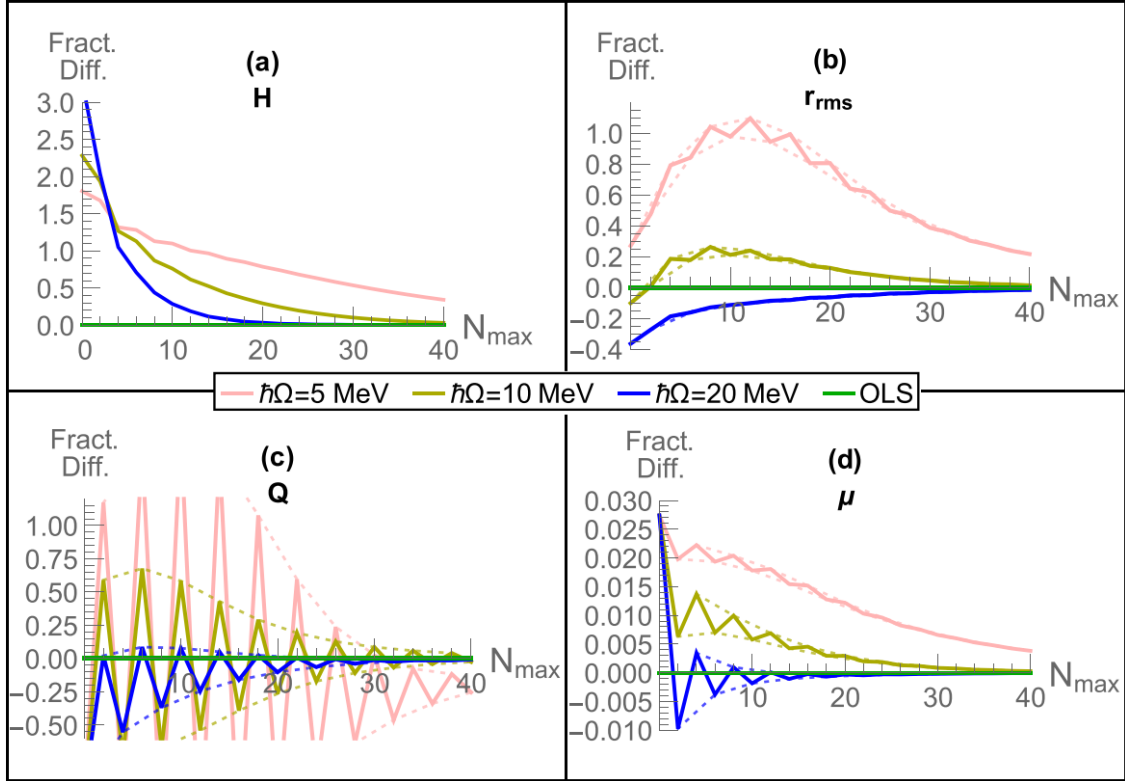 Fract.
Diff.
(a)
H
3.0
2.5
2.0
1.5
1.0
0.5
0.0
0
10
20
30
40
N_max
Fract.
Diff.
(b)
r_rms
1.0
0.8
0.6
0.4
0.2
0.0
−0.2
−0.4
10
20
30
40
N_max
ℏΩ=5 MeV
ℏΩ=10 MeV
ℏΩ=20 MeV
OLS
Fract.
Diff.
(c)
Q
1.00
0.75
0.50
0.25
0.00
−0.25
−0.50
10
20
30
40
N_max
Fract.
Diff.
(d)
μ
0.030
0.025
0.020
0.015
0.010
0.005
0.000
−0.005
−0.010
10
20
30
40
N_max